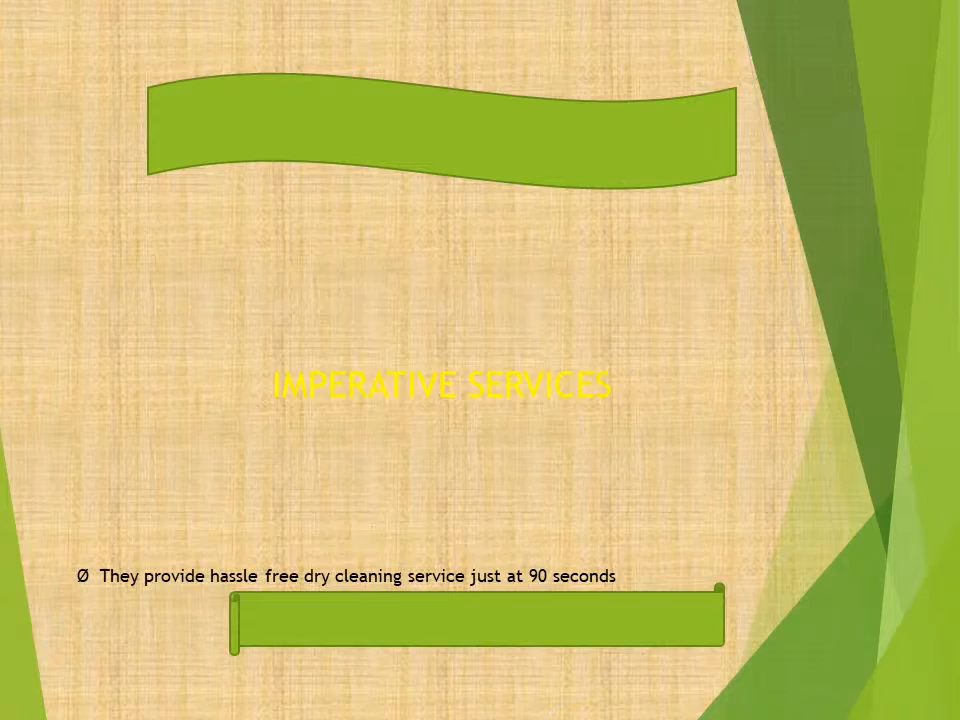 IMPERATIVE SERVICES
Ø They provide hassle free dry cleaning service just at 90 seconds